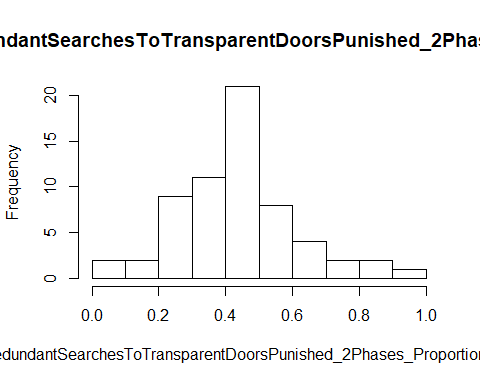 ndantSearchesToTransparentDoorsPunished_2Phas
Frequency
20
15
10
5
0
0.0 0.2 0.4 0.6 0.8 1.0
edundantSearchesToTransparentDoorsPunished_2Phases_Proportion